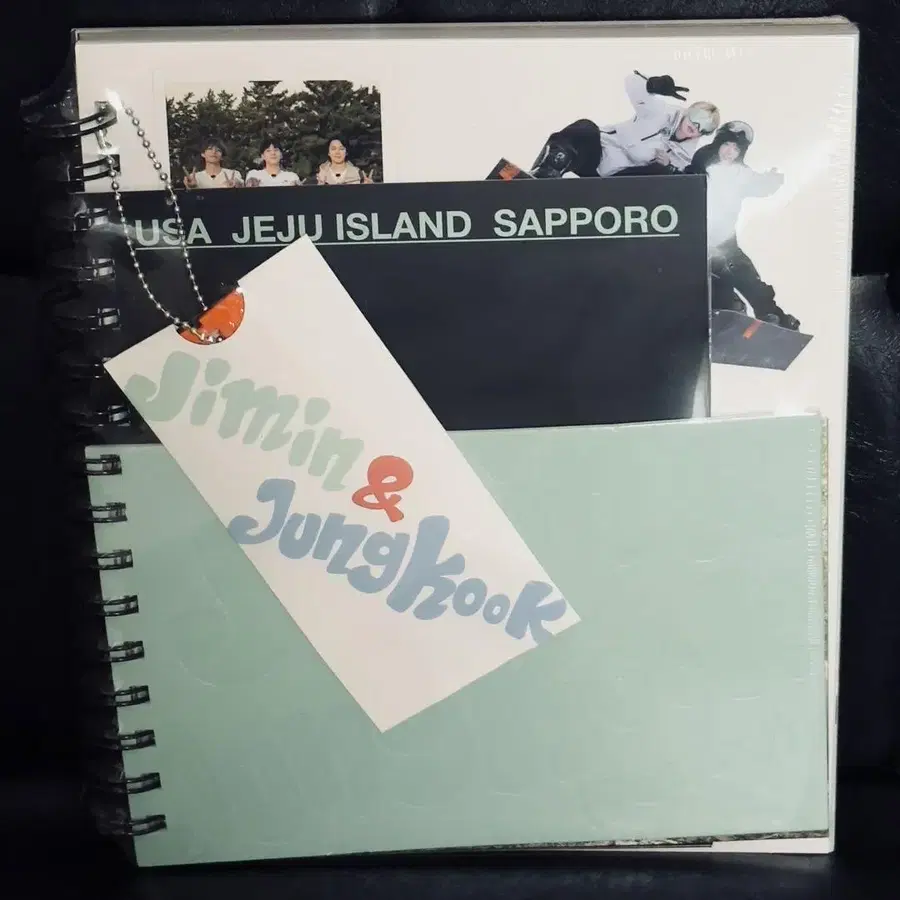 USA JEJU ISLAND SAPPORO
Jimin
&
Jungkook